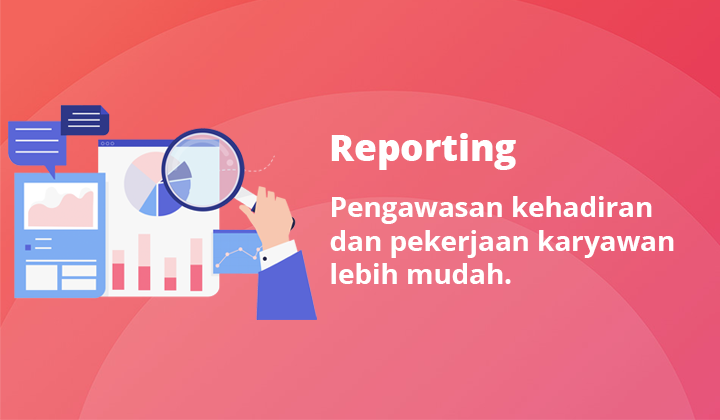 Reporting
Pengawasan kehadiran
dan pekerjaan karyawan
lebih mudah.